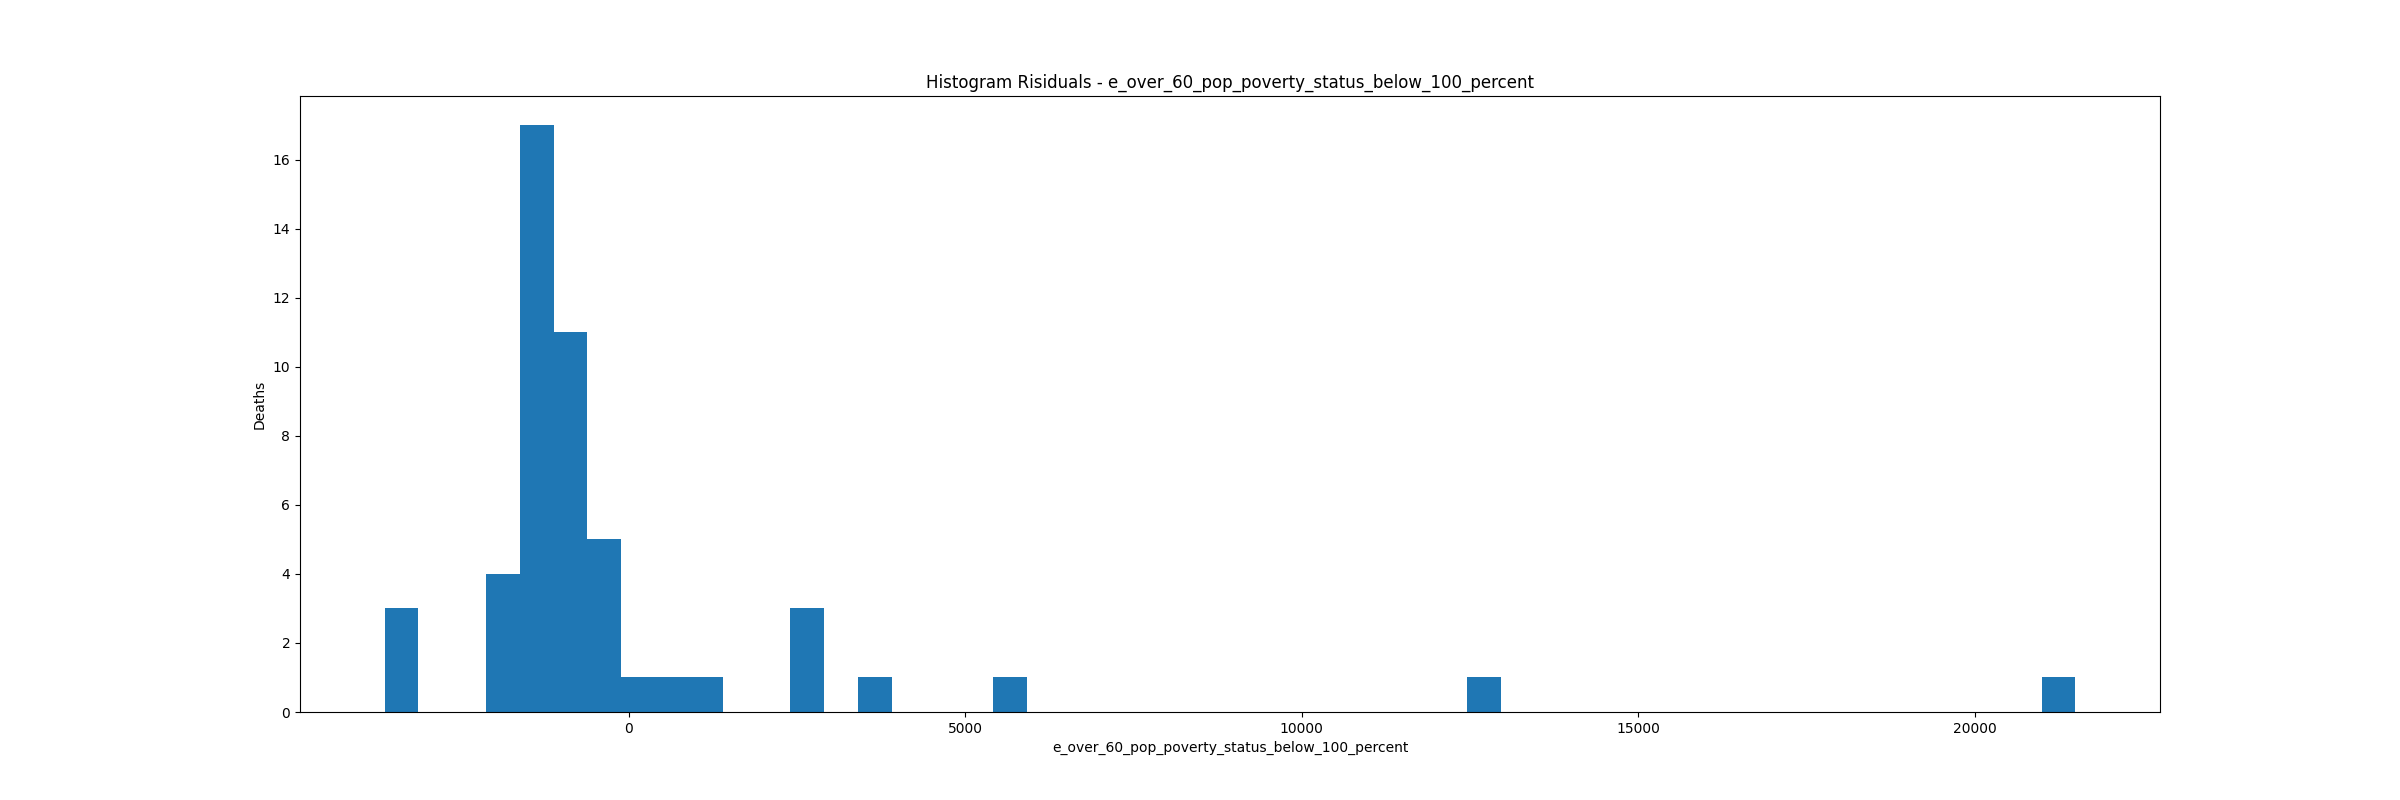 Histogram Risiduals - e_over_60_pop_poverty_status_below_100_percent
16
14
12
10
8
6
4
2
0
Deaths
0 5000 10000 15000 20000
e_over_60_pop_poverty_status_below_100_percent